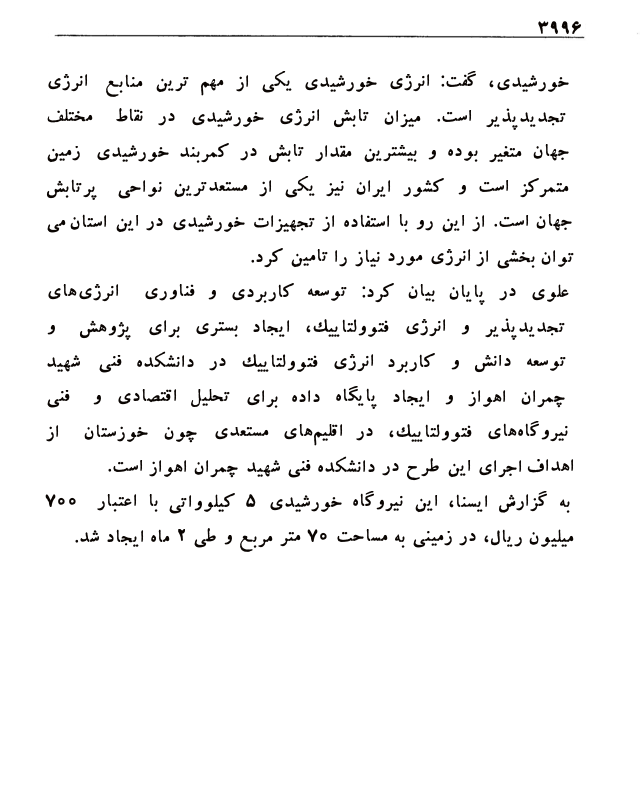 ۳۹۹۶
خورشیدی، گفت: انرژی خورشیدی یکی از مهم ترین منابع انرژی
تجدیدپذیر است. میزان تابش انرژی خورشیدی در نقاط مختلف
جهان متغیر بوده و بیشترین مقدار تابش در کمربند خورشیدی زمین
متمرکز است و کشور ایران نیز یکی از مستعدترین نواحی پرتابش
جهان است. از این رو با استفاده از تجهیزات خورشیدی در این استان می
توان بخشی از انرژی مورد نیاز را تامین کرد.
علوی در پایان بیان کرد: توسعه کاربردی و فناوری انرژی‌های
تجدیدپذیر و انرژی فتوولتاییك، ایجاد بستری برای پژوهش و
توسعه دانش و کاربرد انرژی فتوولتاییك در دانشکده فنی شهید
چمران اهواز و ایجاد پایگاه داده برای تحلیل اقتصادی و فنی
نیروگاه‌های فتوولتاییك، در اقلیم‌های مستعدی چون خوزستان از
اهداف اجرای این طرح در دانشکده فنی شهید چمران اهواز است.
به گزارش ایسنا، این نیروگاه خورشیدی ۵ کیلوواتی با اعتبار ۷۰۰
میلیون ریال، در زمینی به مساحت ۷۰ متر مربع و طی ۲ ماه ایجاد شد.